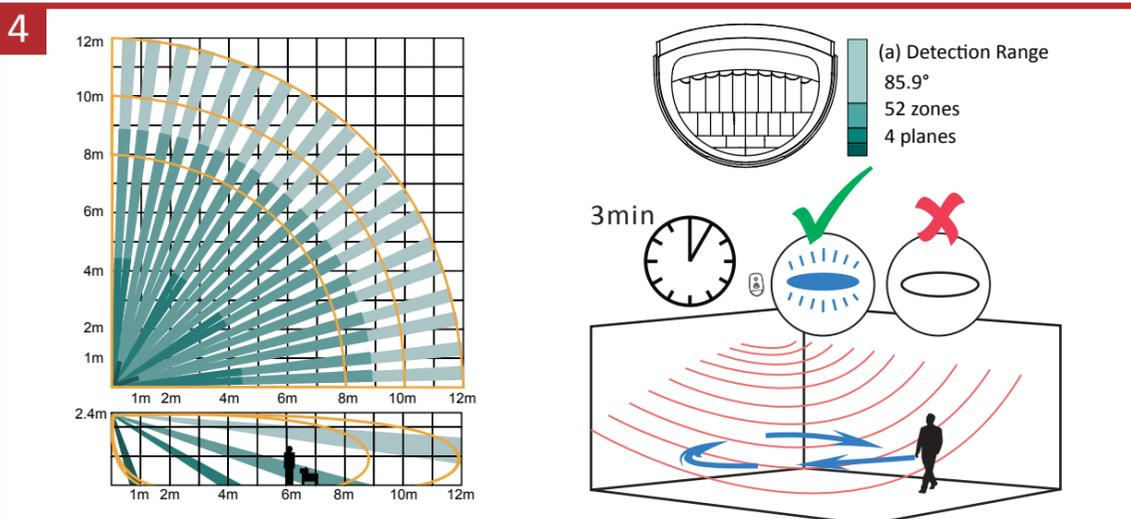 4
12m
10m
8m
6m
4m
2m
1m
1m 2m 4m 6m 8m 10m 12m
2.4m
1m 2m 4m 6m 8m 10m 12m
(a) Detection Range
85.9°
52 zones
4 planes
3min